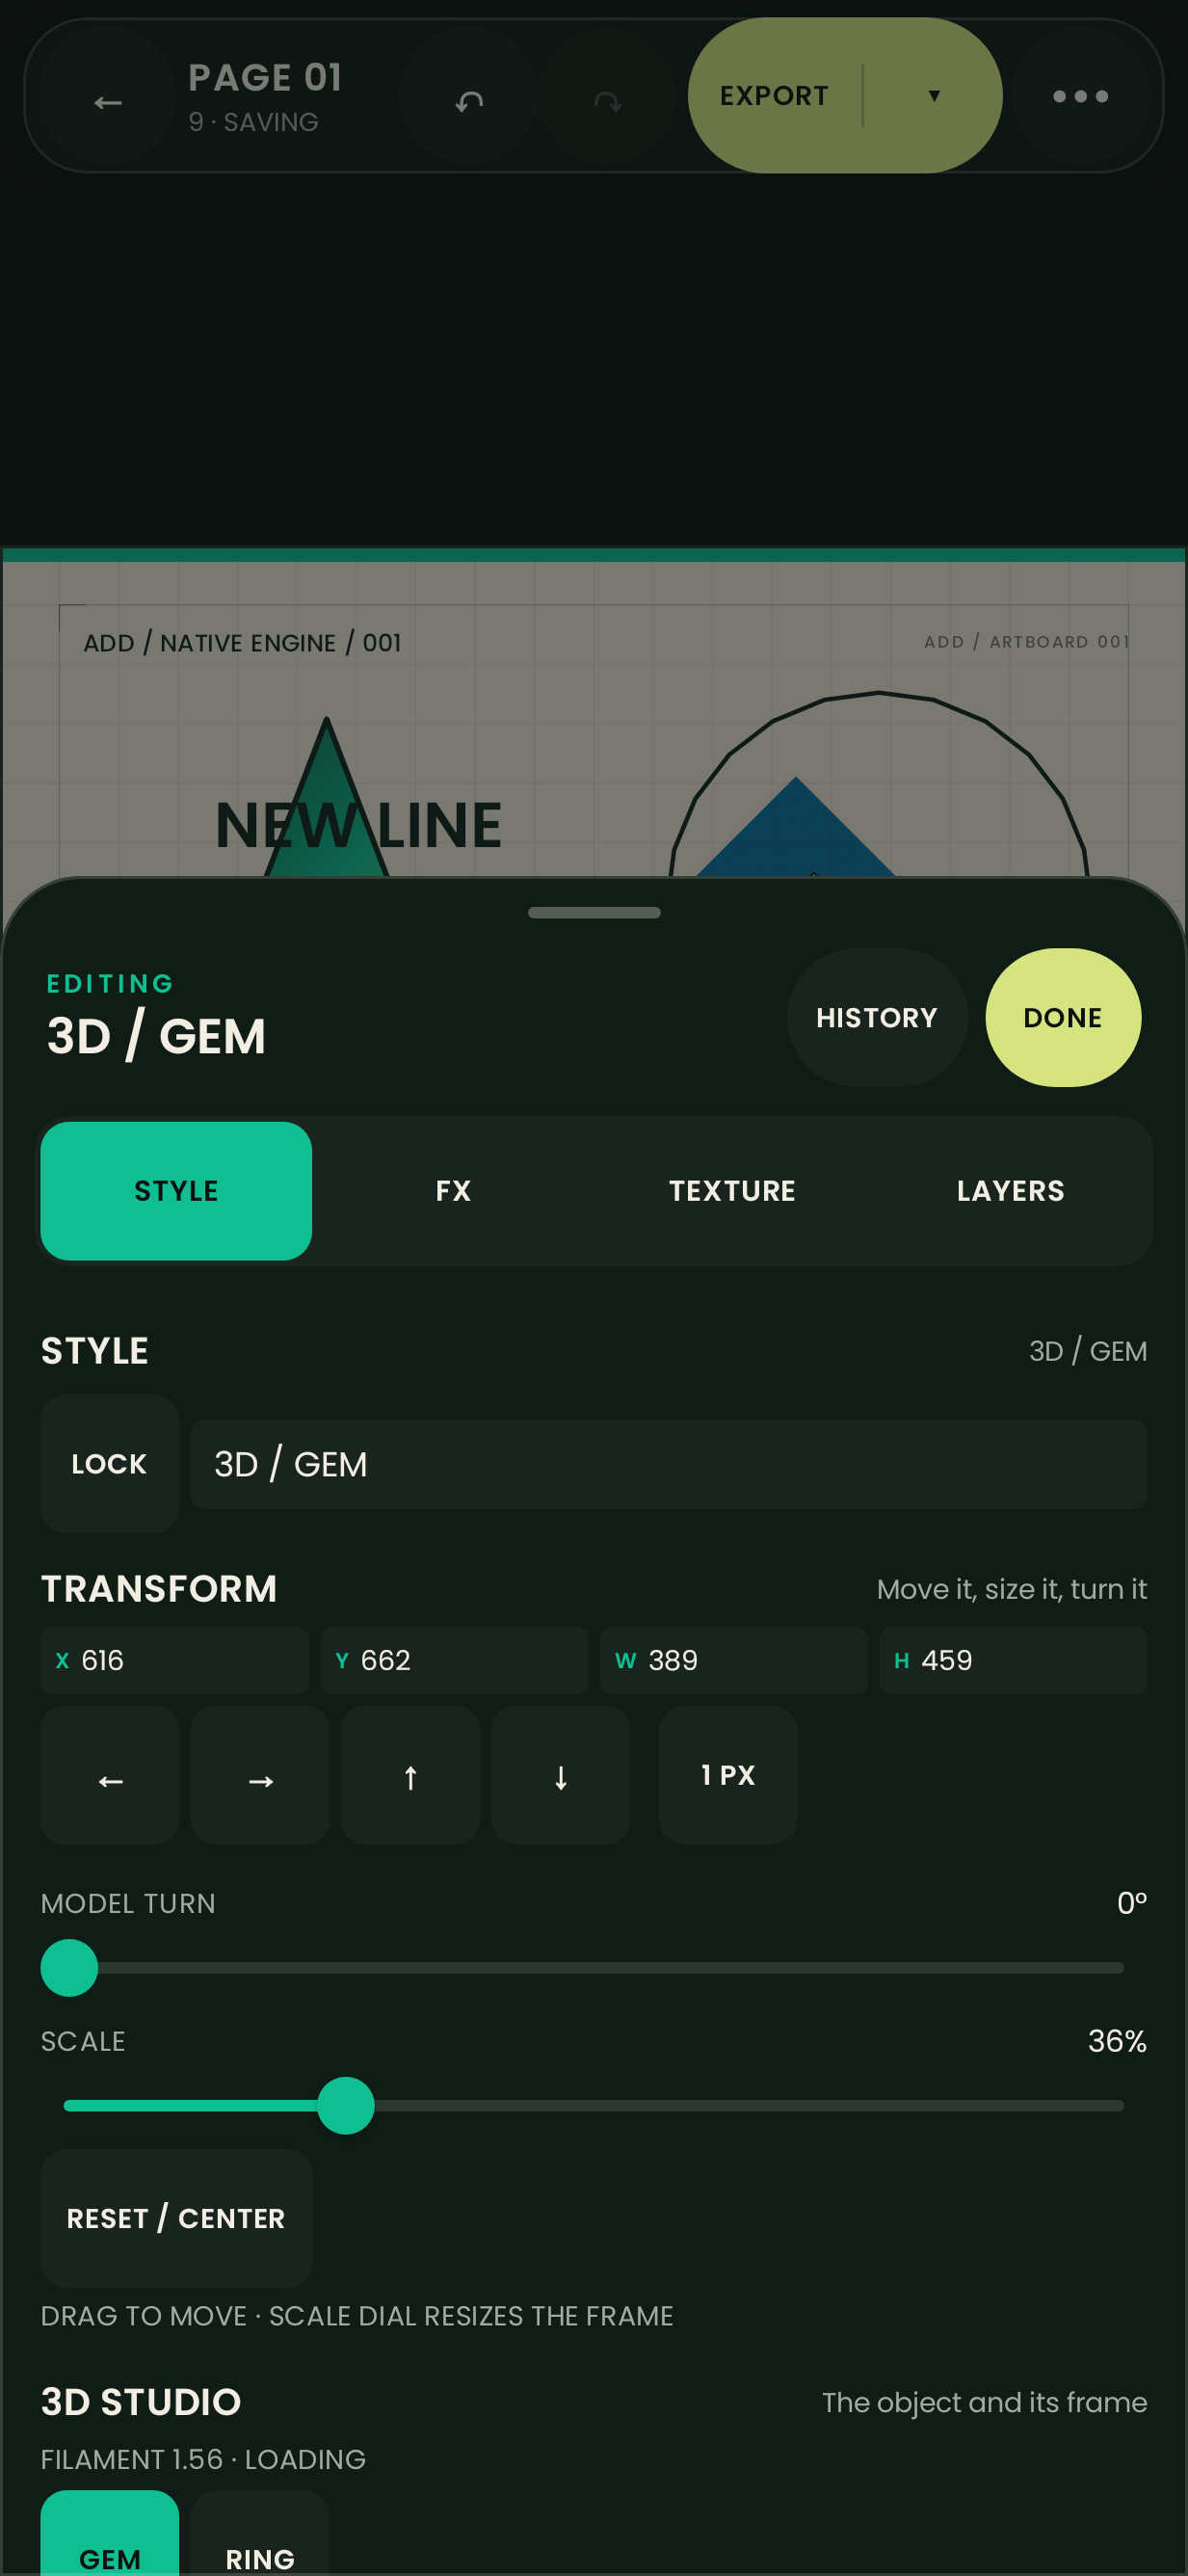 ←
PAGE 01
9 · SAVING
EXPORT
▼
•••
ADD / NATIVE ENGINE / 001
ADD / ARTBOARD 001
NEW LINE
EDITING
3D / GEM
HISTORY
DONE
STYLE
FX
TEXTURE
LAYERS
STYLE
3D / GEM
LOCK
3D / GEM
TRANSFORM
Move it, size it, turn it
X 616
Y 662
W 389
H 459
← → ↑ ↓ 1 PX
MODEL TURN
0°
SCALE
36%
RESET / CENTER
DRAG TO MOVE · SCALE DIAL RESIZES THE FRAME
3D STUDIO
The object and its frame
FILAMENT 1.56 · LOADING
GEM
RING